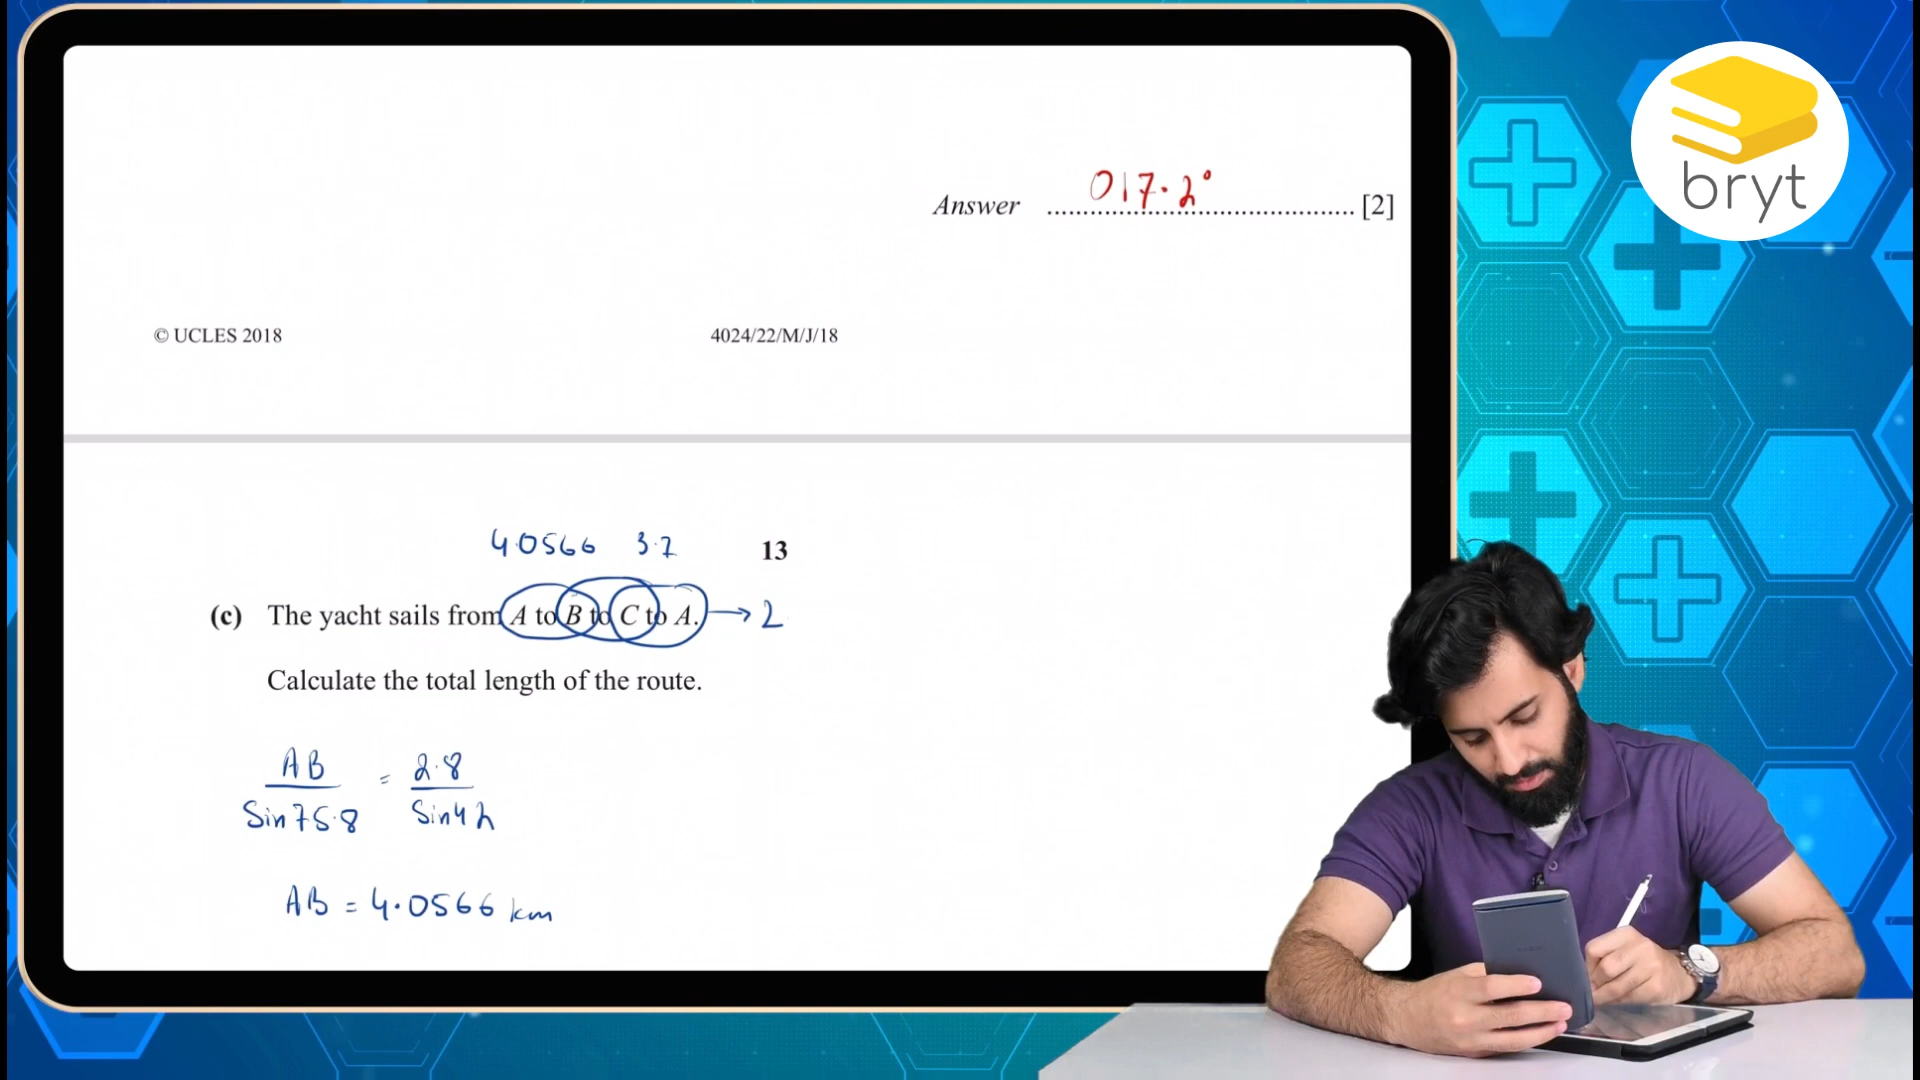 bryt
017.2°
Answer ............................................ [2]
© UCLES 2018
4024/22/M/J/18
4.0566 3.7
13
(c) The yacht sails from A to B to C to A. → 2
Calculate the total length of the route.
AB = 2.8
Sin75.8 Sin42
AB = 4.0566 km